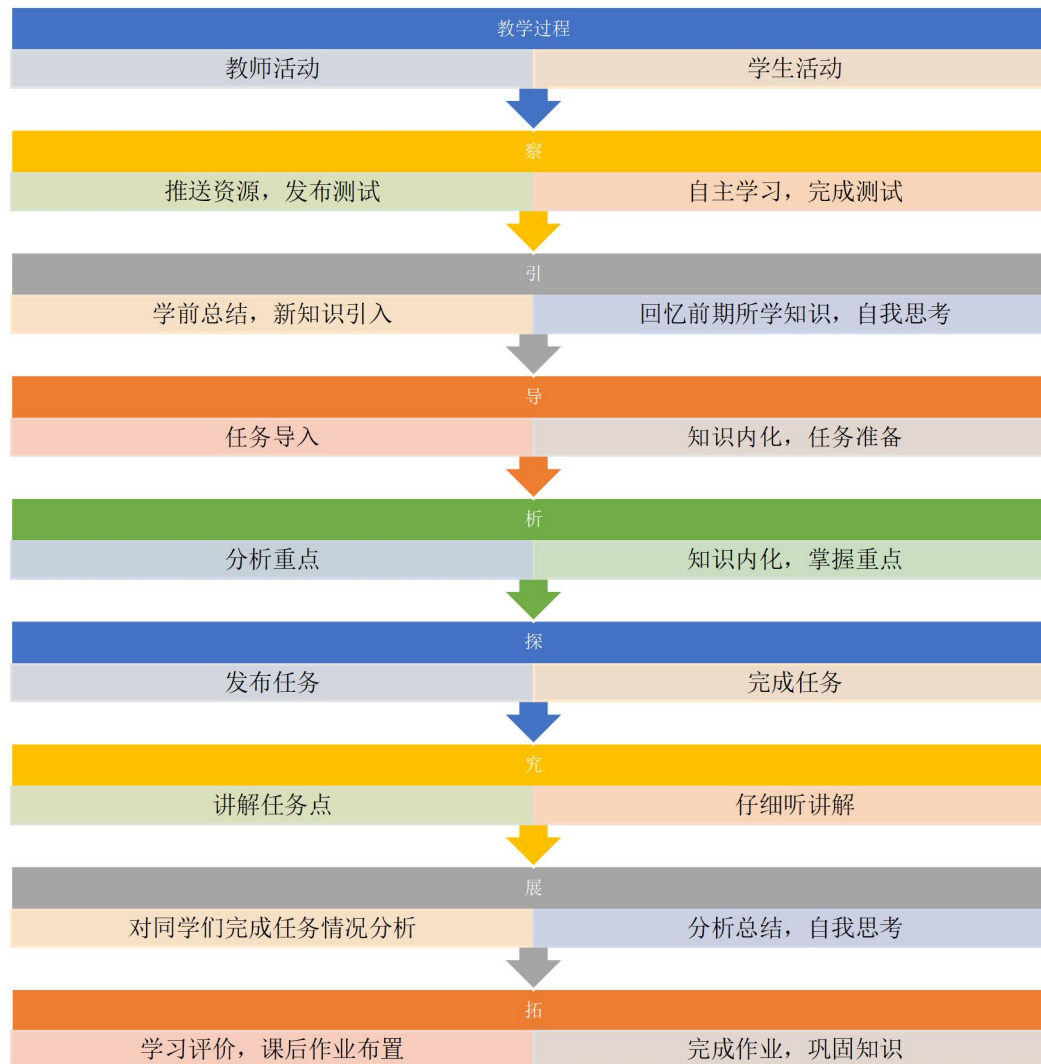 教学过程
教师活动 学生活动
察
推送资源，发布测试 自主学习，完成测试
引
学前总结，新知识引入 回忆前期所学知识，自我思考
导
任务导入 知识内化，任务准备
析
分析重点 知识内化，掌握重点
探
发布任务 完成任务
究
讲解任务点 仔细听讲解
展
对同学们完成任务情况分析 分析总结，自我思考
拓
学习评价，课后作业布置 完成作业，巩固知识